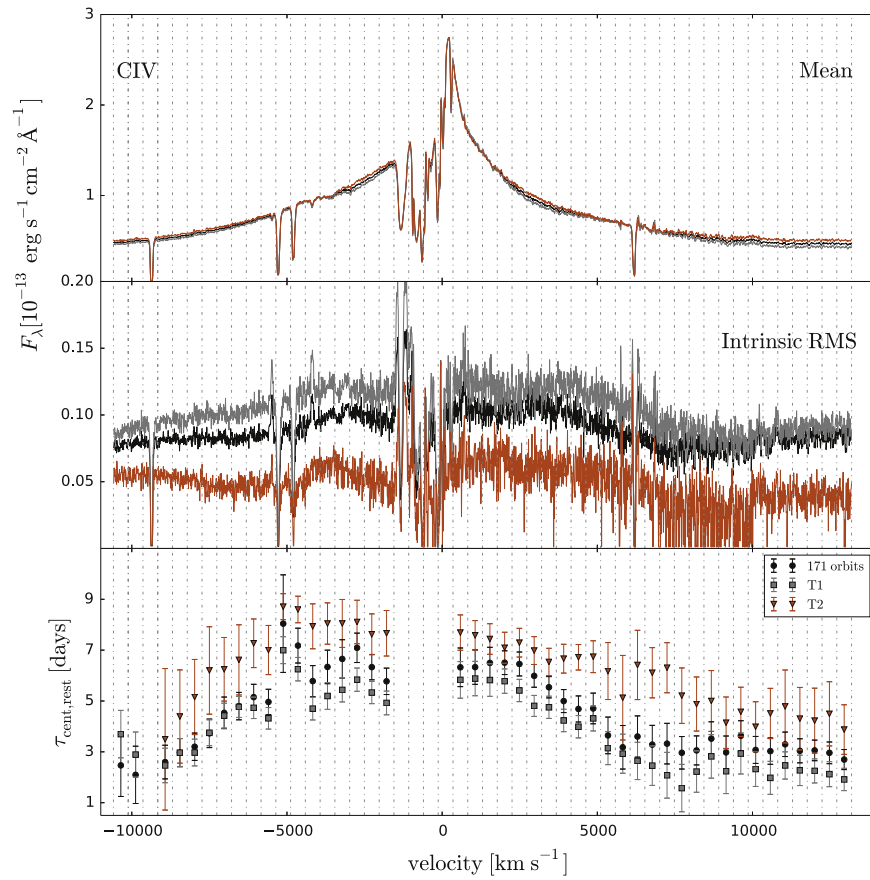 CIV
Mean
3
2
1
F_λ [10^{-13} erg s^{-1} cm^{-2} Å^{-1}]
0.20
Intrinsic RMS
0.15
0.10
0.05
171 orbits
T1
T2
9
7
5
3
1
τ_{cent,rest} [days]
−10000 −5000 0 5000 10000
velocity [km s^{-1}]